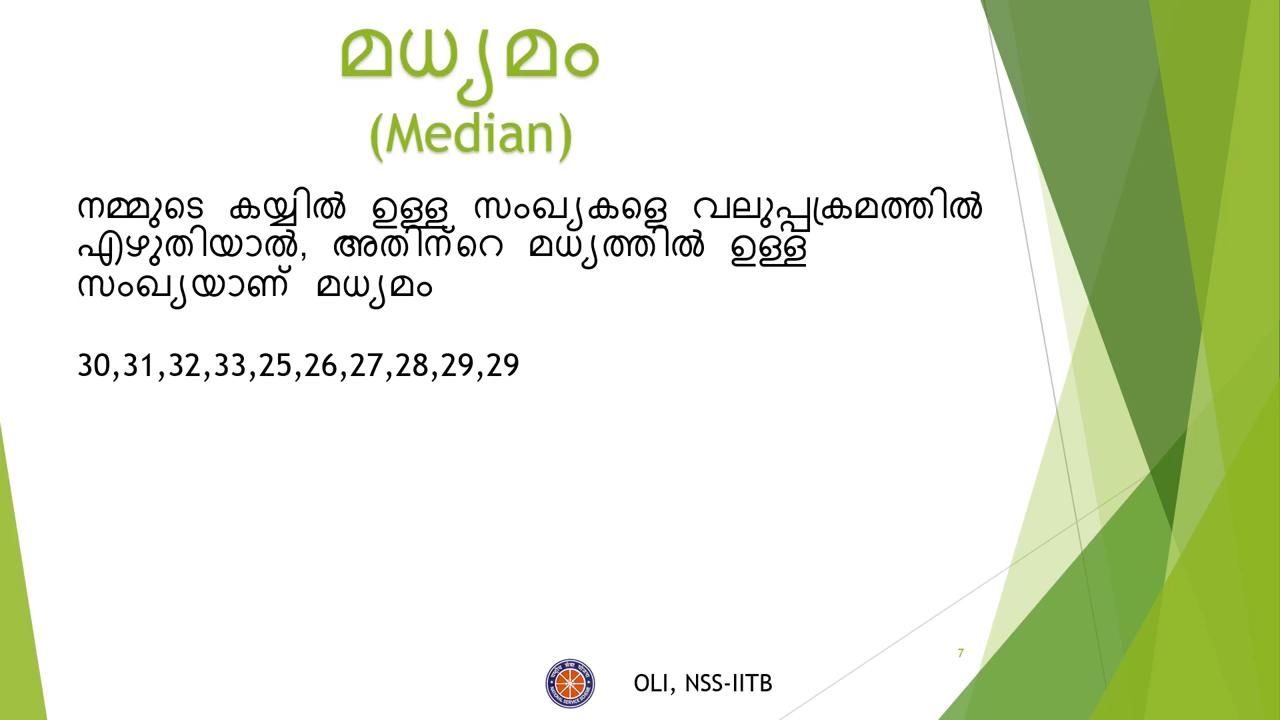 മധ്യമം
(Median)
നമ്മുടെ കയ്യിൽ ഉള്ള സംഖ്യകളെ വലുപ്പക്രമത്തിൽ
എഴുതിയാൽ, അതിന്റെ മധ്യത്തിൽ ഉള്ള
സംഖ്യയാണ് മധ്യമം
30,31,32,33,25,26,27,28,29,29
7
OLI, NSS-IITB